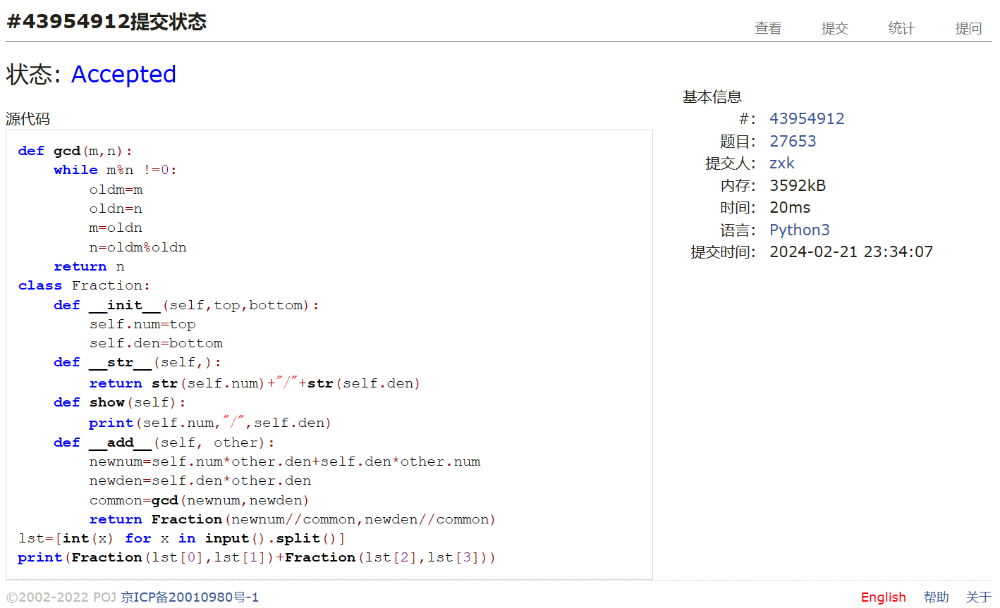 #43954912提交状态
查看 提交 统计 提问
状态: Accepted
源代码
def gcd(m,n):
    while m%n !=0:
        oldm=m
        oldn=n
        m=oldn
        n=oldm%oldn
    return n
class Fraction:
    def __init__(self,top,bottom):
        self.num=top
        self.den=bottom
    def __str__(self,):
        return str(self.num)+"/"+str(self.den)
    def show(self):
        print(self.num,"/",self.den)
    def __add__(self, other):
        newnum=self.num*other.den+self.den*other.num
        newden=self.den*other.den
        common=gcd(newnum,newden)
        return Fraction(newnum//common,newden//common)
lst=[int(x) for x in input().split()]
print(Fraction(lst[0],lst[1])+Fraction(lst[2],lst[3]))
基本信息
#: 43954912
题目: 27653
提交人: zxk
内存: 3592kB
时间: 20ms
语言: Python3
提交时间: 2024-02-21 23:34:07
©2002-2022 POJ 京ICP备20010980号-1
English 帮助 关于